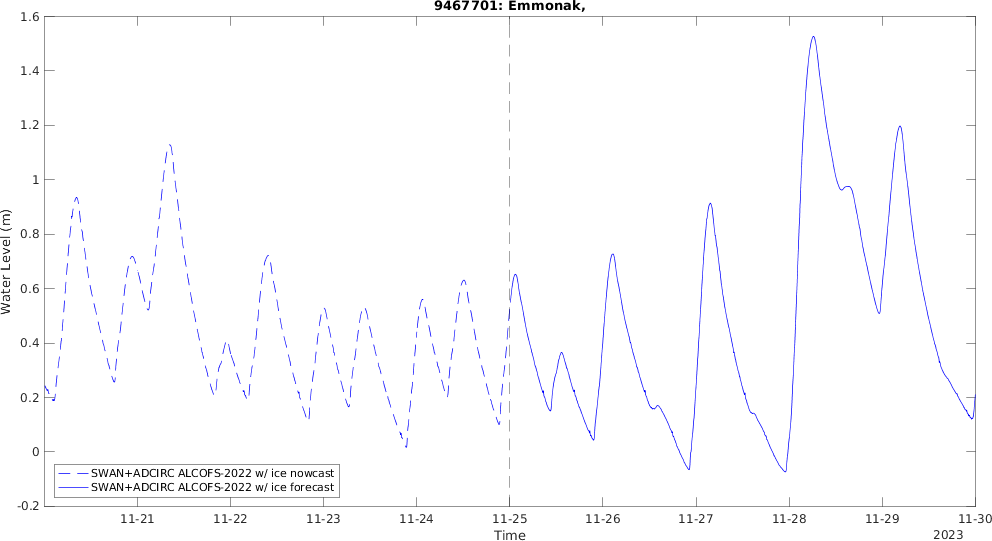 9467701: Emmonak,
1.6
1.4
1.2
1
0.8
0.6
0.4
0.2
0
-0.2
Water Level (m)
SWAN+ADCIRC ALCOFS-2022 w/ ice nowcast
SWAN+ADCIRC ALCOFS-2022 w/ ice forecast
11-21 11-22 11-23 11-24 11-25 11-26 11-27 11-28 11-29 11-30
Time
2023